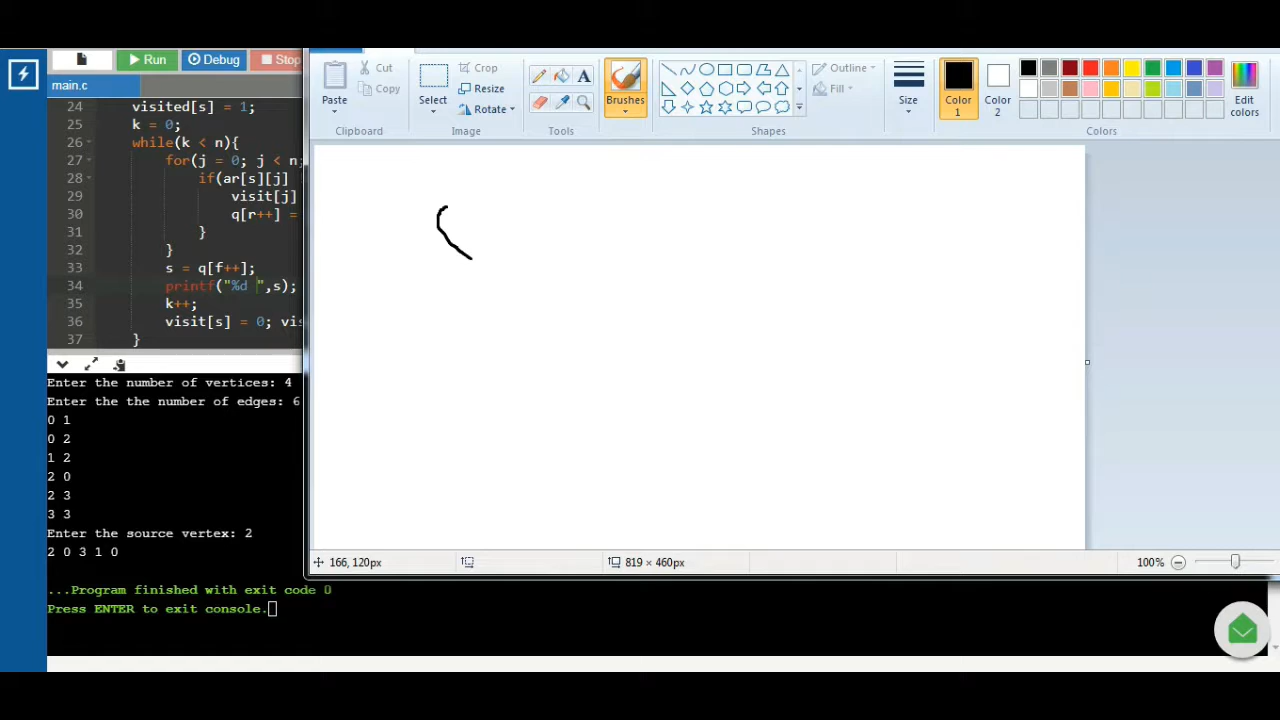 Run
Debug
Stop
main.c
24 visited[s] = 1;
25 k = 0;
26 while(k < n){
27 for(j = 0; j < n;
28 if(ar[s][j]
29 visit[j]
30 q[r++] =
31 }
32 }
33 s = q[f++];
34 printf("%d ",s);
35 k++;
36 visit[s] = 0; vis
37 }
Enter the number of vertices: 4
Enter the the number of edges: 6
0 1
0 2
1 2
2 0
2 3
3 3
Enter the source vertex: 2
2 0 3 1 0
...Program finished with exit code 0
Press ENTER to exit console.
Paste
Cut
Copy
Clipboard
Select
Crop
Resize
Rotate
Image
A
Tools
Brushes
Outline
Fill
Shapes
Size
Color 1
Color 2
Edit colors
Colors
166, 120px
819 × 460px
100%